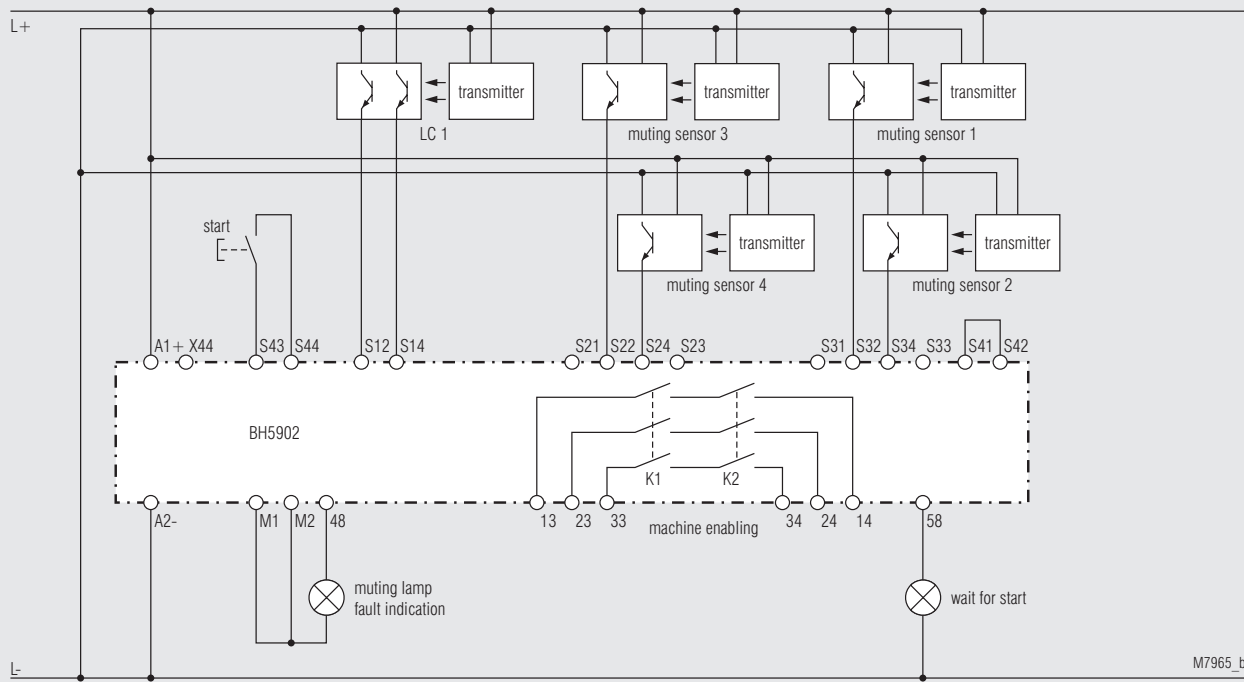 L+
transmitter
transmitter
transmitter
LC 1
muting sensor 3
muting sensor 1
start
transmitter
transmitter
muting sensor 4
muting sensor 2
A1+ X44
S43
S44
S12
S14
S21
S22
S24
S23
S31
S32
S34
S33
S41
S42
BH5902
K1
K2
A2-
M1
M2
48
13
23
33
machine enabling
34
24
14
58
muting lamp
fault indication
wait for start
L-
M7965_b